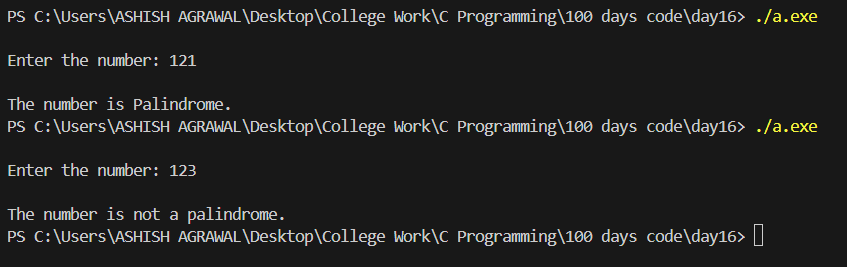 PS C:\Users\ASHISH AGRAWAL\Desktop\College Work\C Programming\100 days code\day16> ./a.exe
Enter the number: 121
The number is Palindrome.
PS C:\Users\ASHISH AGRAWAL\Desktop\College Work\C Programming\100 days code\day16> ./a.exe
Enter the number: 123
The number is not a palindrome.
PS C:\Users\ASHISH AGRAWAL\Desktop\College Work\C Programming\100 days code\day16>